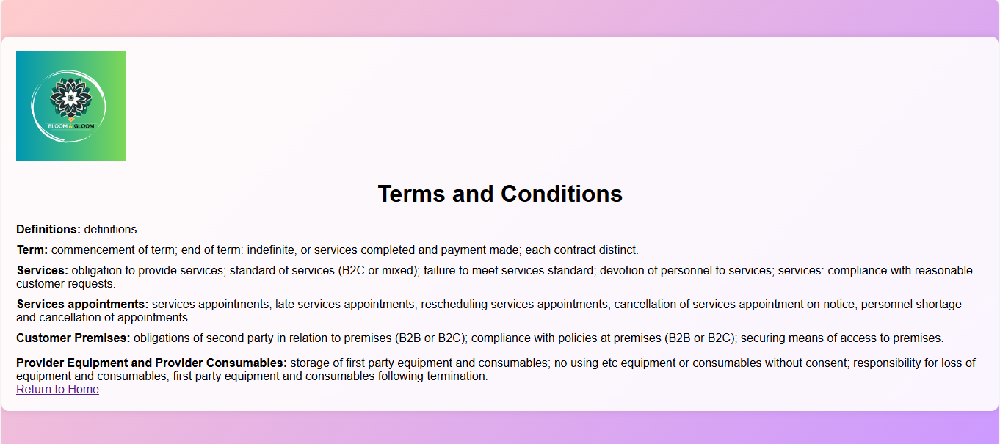 BLOOM & GLOOM
Terms and Conditions
Definitions: definitions.
Term: commencement of term; end of term: indefinite, or services completed and payment made; each contract distinct.
Services: obligation to provide services; standard of services (B2C or mixed); failure to meet services standard; devotion of personnel to services; services: compliance with reasonable
customer requests.
Services appointments: services appointments; late services appointments; rescheduling services appointments; cancellation of services appointment on notice; personnel shortage
and cancellation of appointments.
Customer Premises: obligations of second party in relation to premises (B2B or B2C); compliance with policies at premises (B2B or B2C); securing means of access to premises.
Provider Equipment and Provider Consumables: storage of first party equipment and consumables; no using etc equipment or consumables without consent; responsibility for loss of
equipment and consumables; first party equipment and consumables following termination.
Return to Home